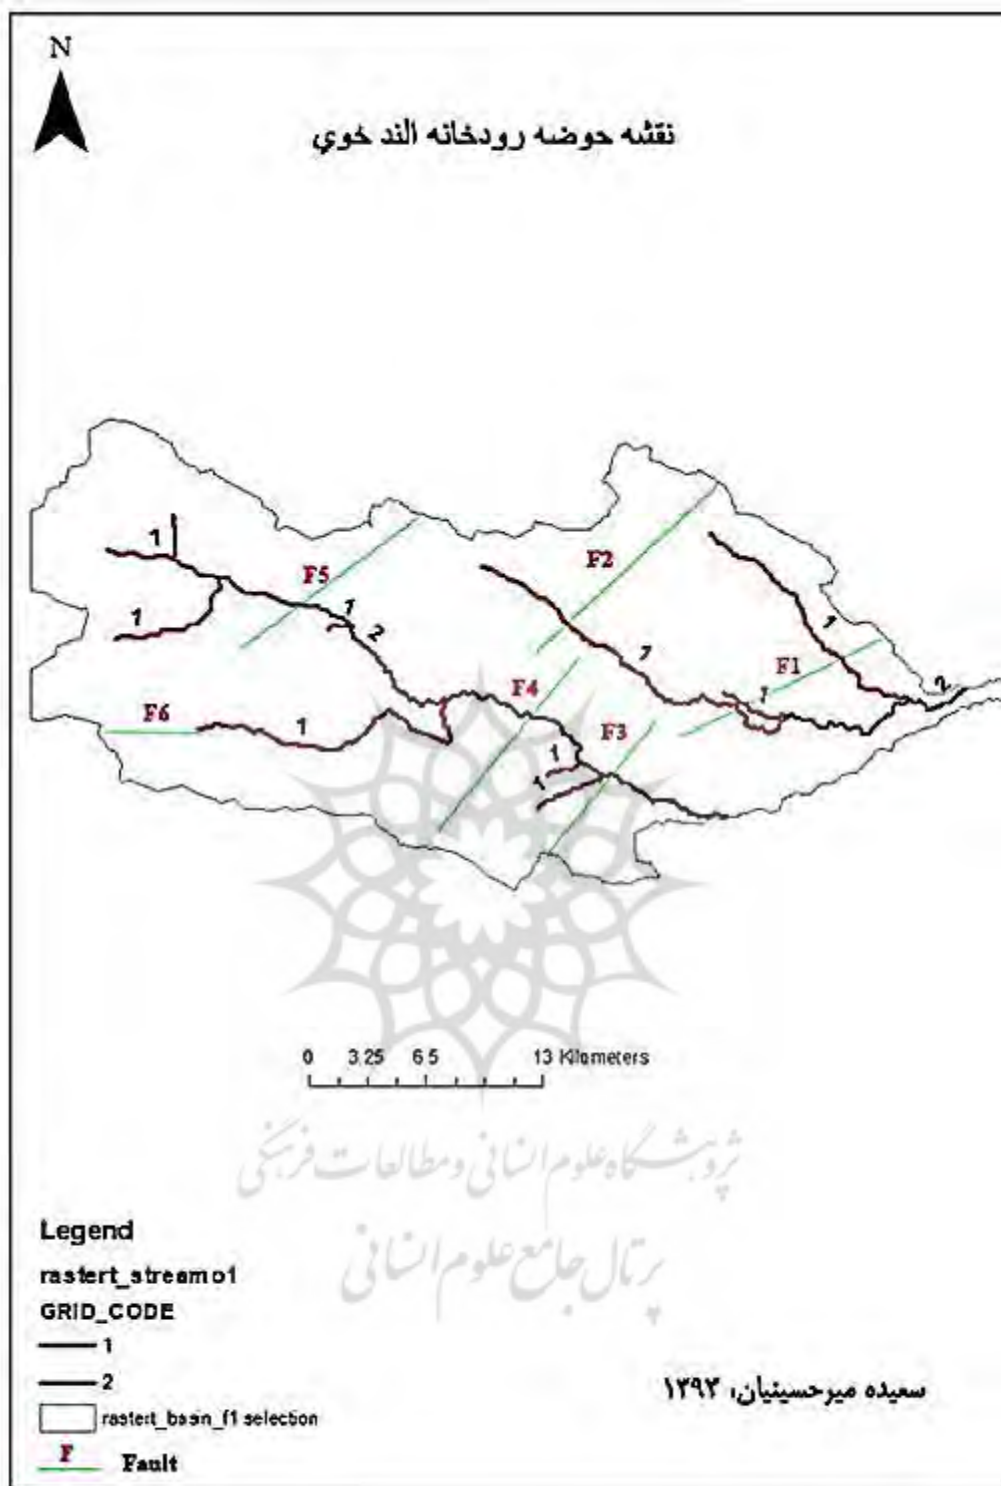 N
نقشه حوضه رودخانه الند خوي
F2
1
F5
1
1
1
2
F1
1
1
2
F4
F6
1
F3
1
1
0 3.25 6.5 13 Kilometers
پژوهشگاه علوم انسانی و مطالعات فرهنگی
پرتال جامع علوم انسانی
Legend
rastert_streamo1
GRID_CODE
1
2
rastert_basin_f1 selection
F Fault
سعیده میرحسینیان، ۱۳۹۳